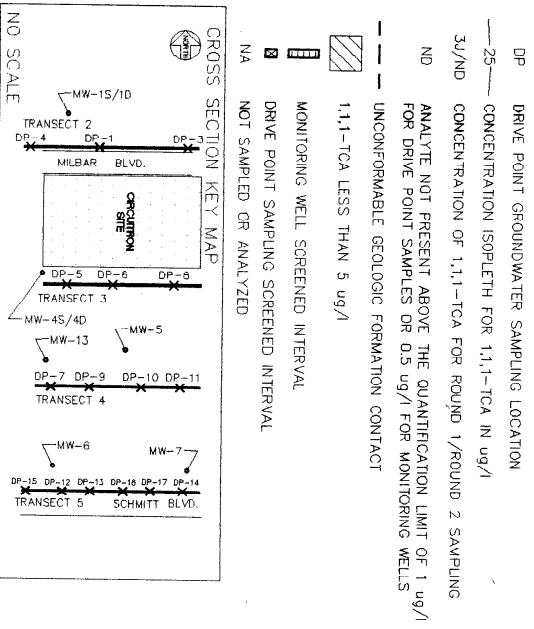 DP DRIVE POINT GROUNDWATER SAMPLING LOCATION
—25— CONCENTRATION ISOPLETH FOR 1,1,1-TCA IN ug/l
3J/ND CONCENTRATION OF 1,1,1-TCA FOR ROUND 1/ROUND 2 SAMPLING
ND ANALYTE NOT PRESENT ABOVE THE QUANTIFICATION LIMIT OF 1 ug/l
FOR DRIVE POINT SAMPLES OR 0.5 ug/l FOR MONITORING WELLS
UNCONFORMABLE GEOLOGIC FORMATION CONTACT
1,1,1-TCA LESS THAN 5 ug/l
MONITORING WELL SCREENED INTERVAL
DRIVE POINT SAMPLING SCREENED INTERVAL
NA NOT SAMPLED OR ANALYZED
CROSS SECTION KEY MAP
NORTH
NO SCALE
MW-1S/1D
TRANSECT 2
DP-4 DP-1 DP-3
MILBAR BLVD.
CIRCUITRON
SITE
DP-5 DP-6 DP-8
TRANSECT 3
MW-4S/4D
MW-13 MW-5
DP-7 DP-9 DP-10 DP-11
TRANSECT 4
MW-6 MW-7
DP-15 DP-12 DP-13 DP-16 DP-17 DP-14
TRANSECT 5 SCHMITT BLVD.